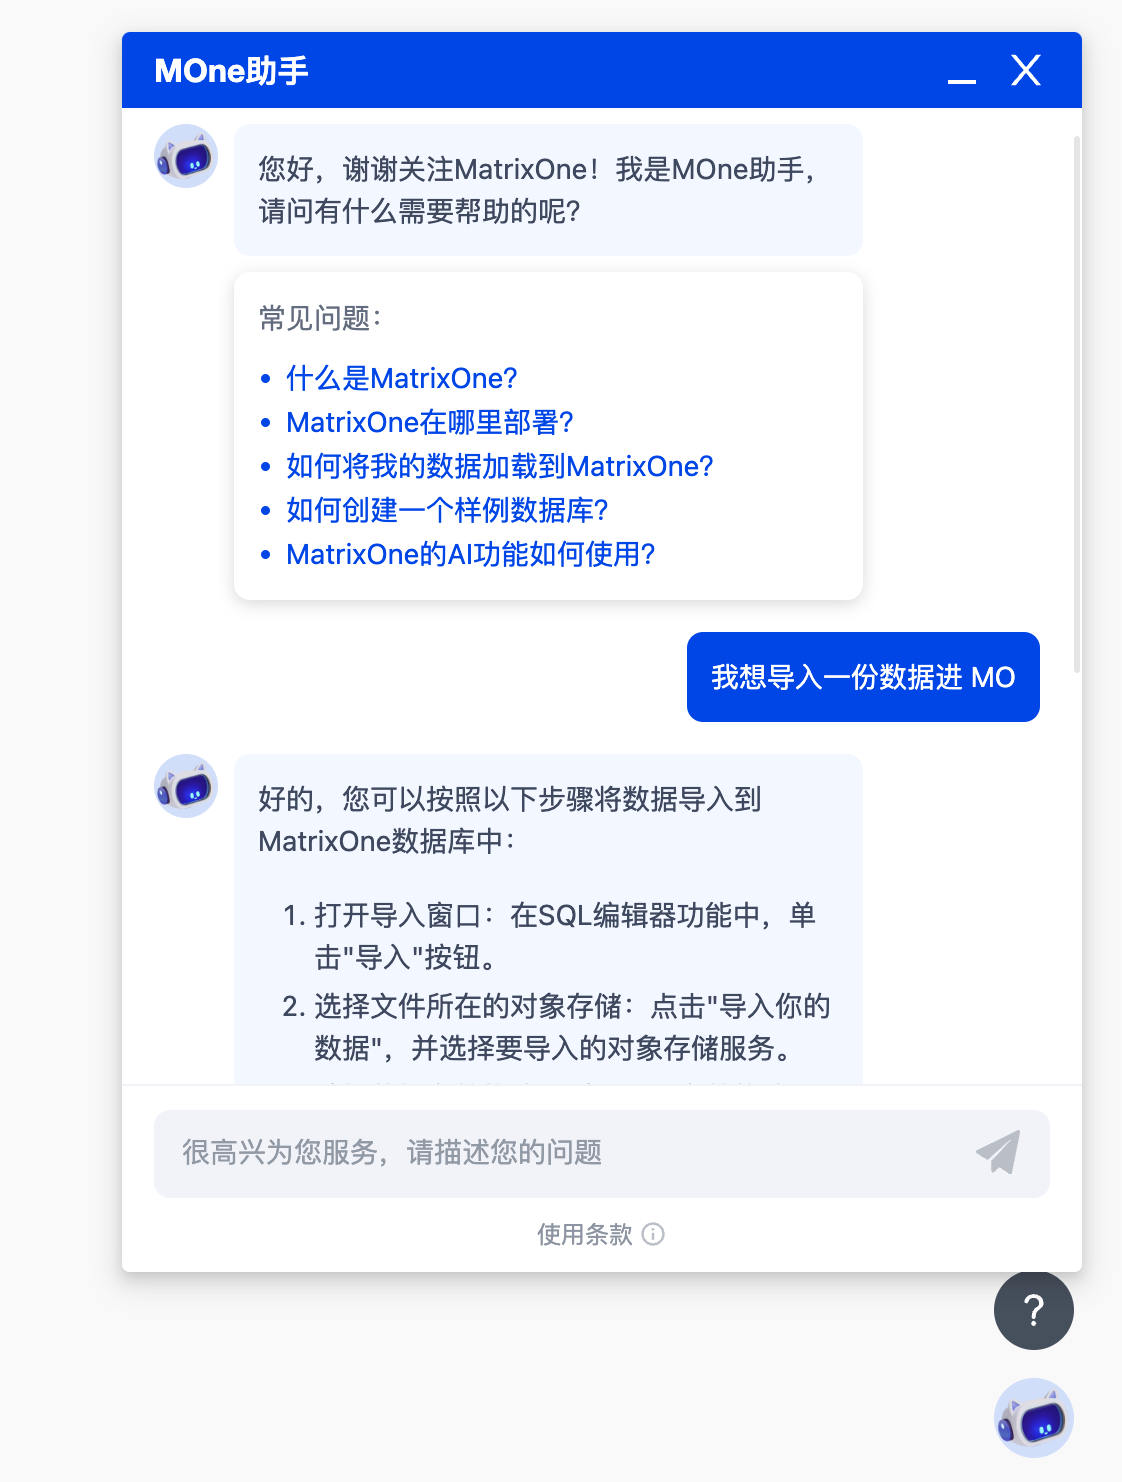 MOne助手
您好，谢谢关注MatrixOne！我是MOne助手，
请问有什么需要帮助的呢?
常见问题：
• 什么是MatrixOne?
• MatrixOne在哪里部署?
• 如何将我的数据加载到MatrixOne?
• 如何创建一个样例数据库?
• MatrixOne的AI功能如何使用?
我想导入一份数据进 MO
好的，您可以按照以下步骤将数据导入到
MatrixOne数据库中：
1. 打开导入窗口：在SQL编辑器功能中，单
击"导入"按钮。
2. 选择文件所在的对象存储：点击"导入你的
数据"，并选择要导入的对象存储服务。
很高兴为您服务，请描述您的问题
使用条款
?